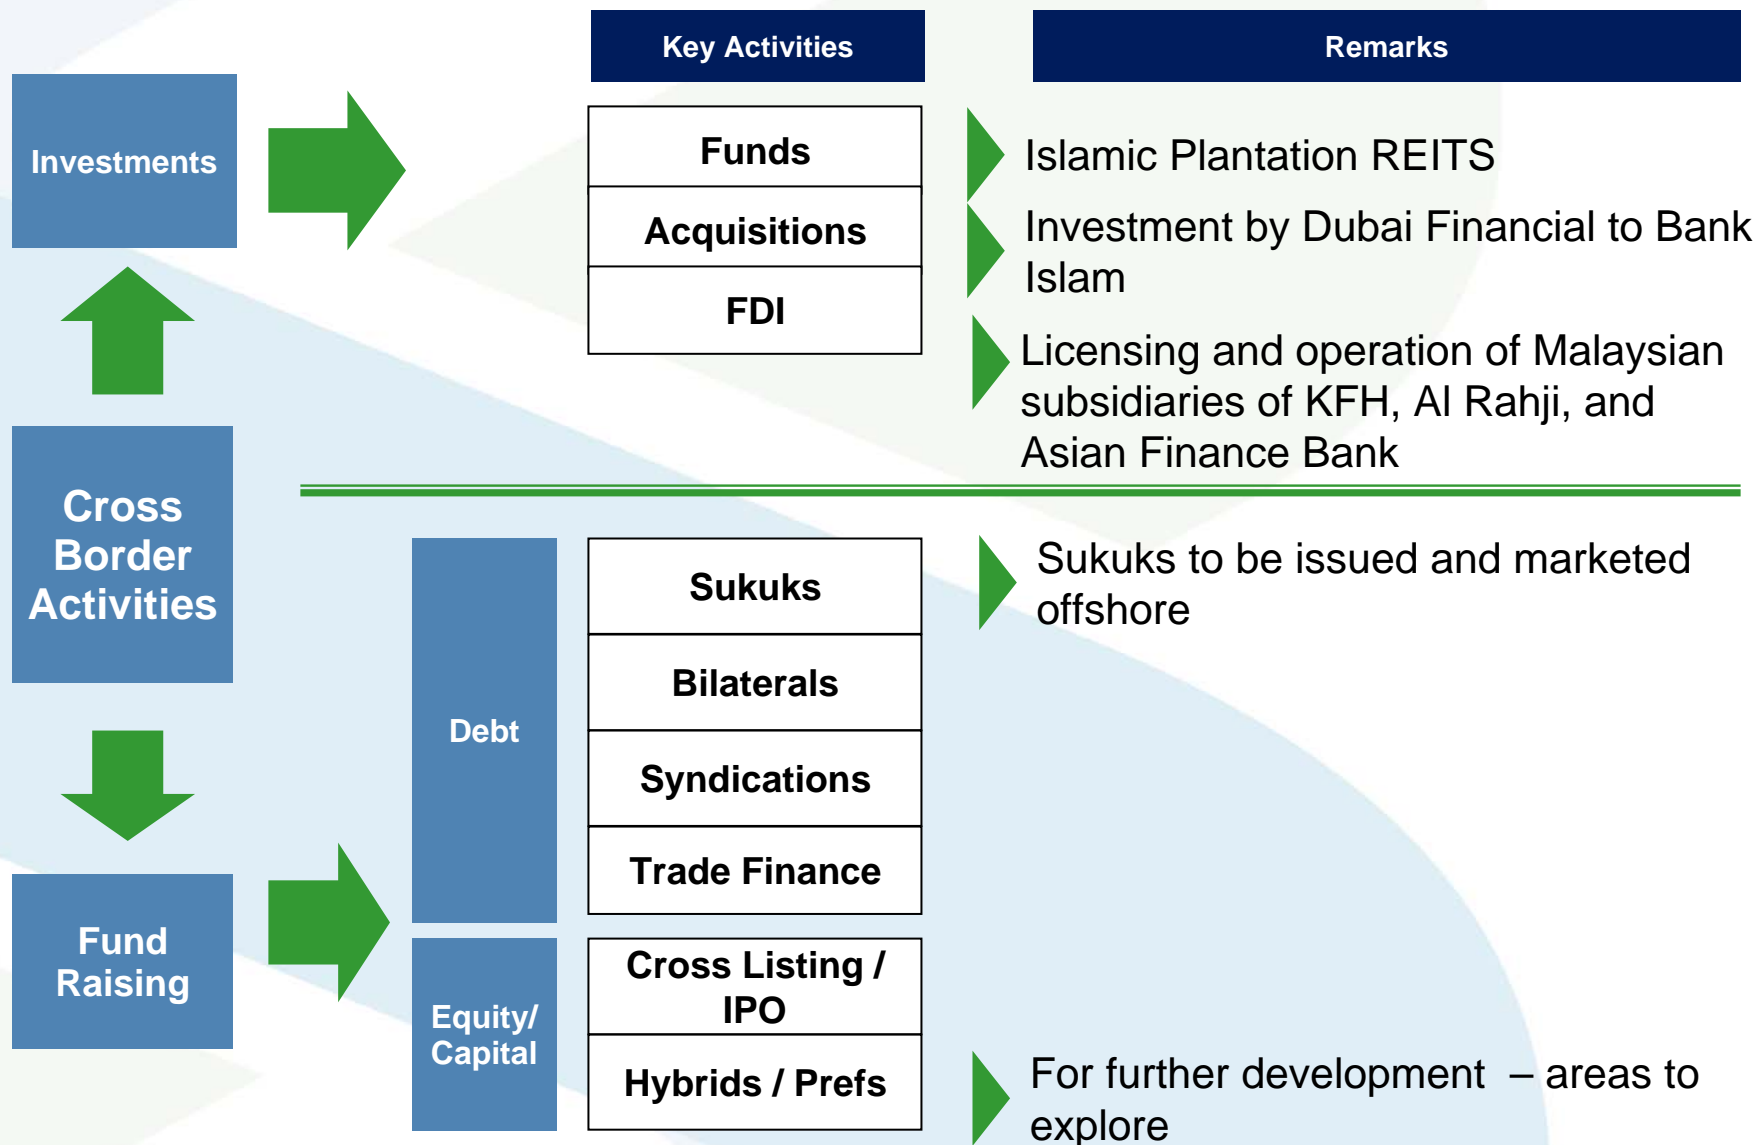 Key Activities
Remarks
Investments
Funds
Islamic Plantation REITS
Acquisitions
Investment by Dubai Financial to Bank
Islam
FDI
Licensing and operation of Malaysian
subsidiaries of KFH, Al Rahji, and
Asian Finance Bank
Cross
Border
Activities
Debt
Sukuks
Sukuks to be issued and marketed
offshore
Bilaterals
Syndications
Trade Finance
Fund
Raising
Equity/
Capital
Cross Listing /
IPO
Hybrids / Prefs
For further development – areas to
explore